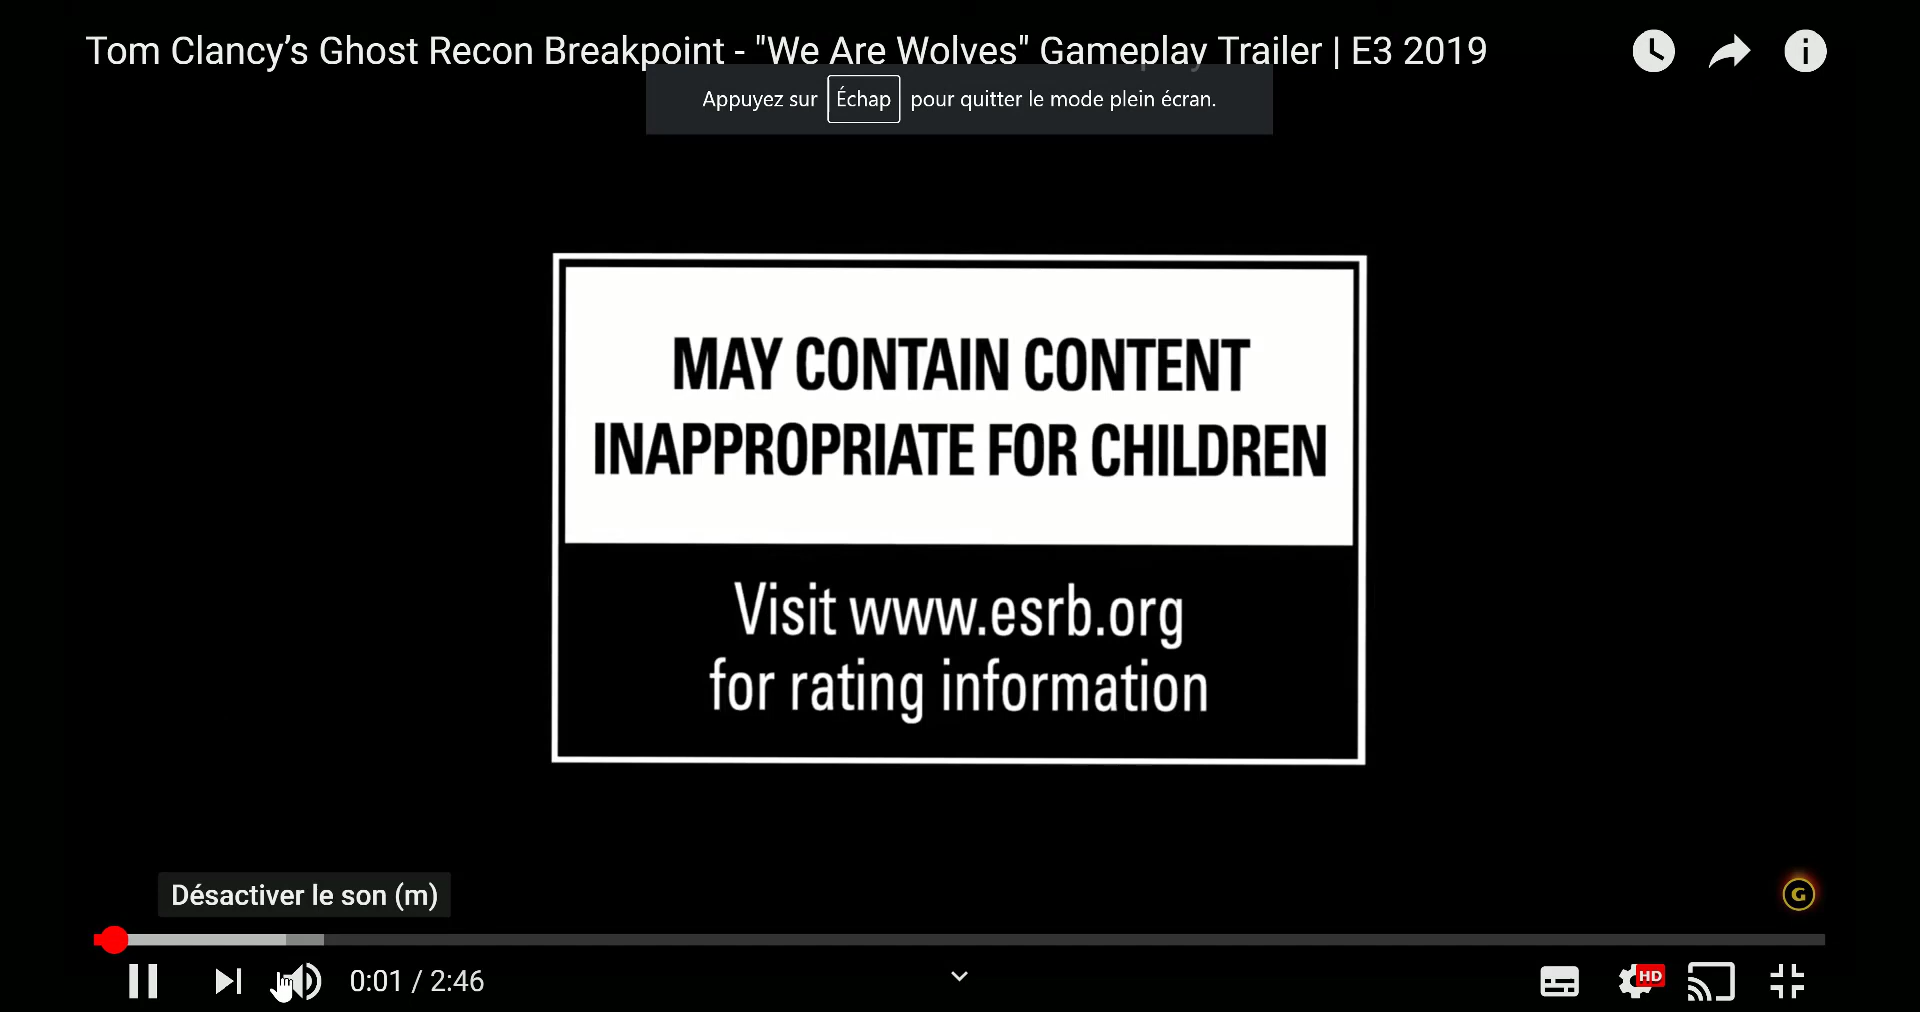 Tom Clancy’s Ghost Recon Breakpoint - "We Are Wolves" Gameplay Trailer | E3 2019
Appuyez sur Échap pour quitter le mode plein écran.
MAY CONTAIN CONTENT
INAPPROPRIATE FOR CHILDREN
Visit www.esrb.org
for rating information
Désactiver le son (m)
G
0:01 / 2:46
HD